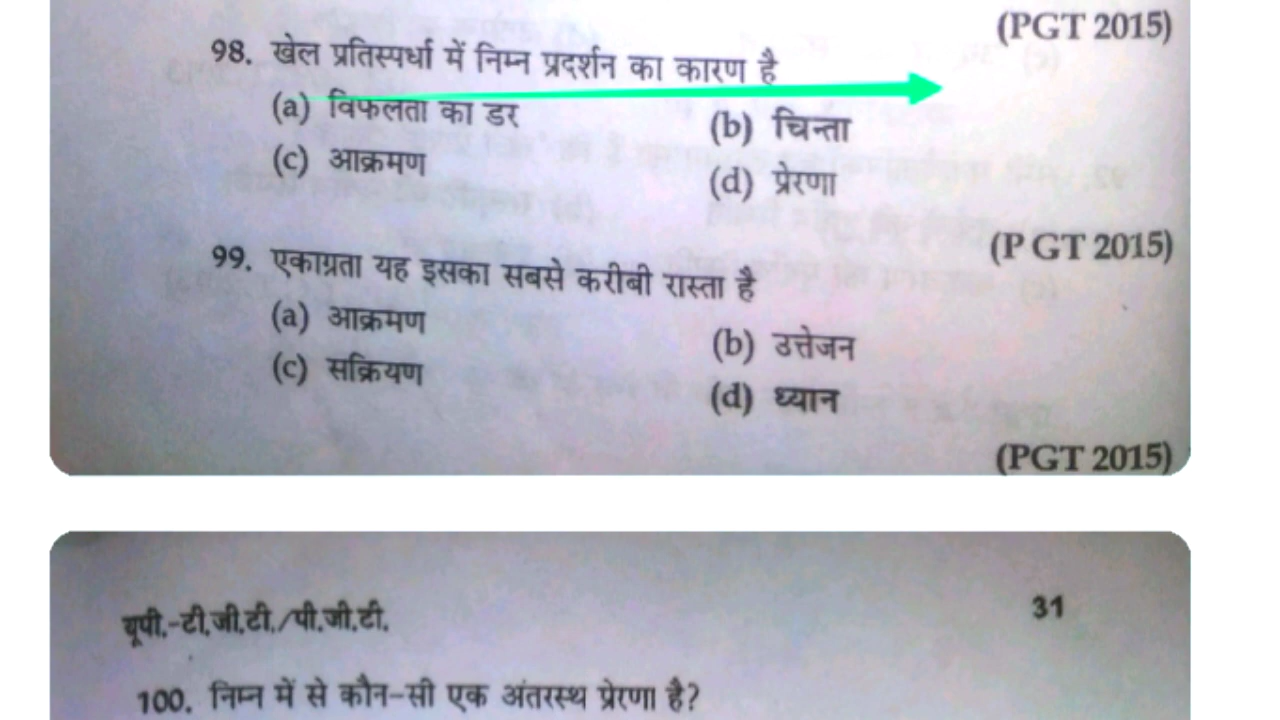 (PGT 2015)
98. खेल प्रतिस्पर्धा में निम्न प्रदर्शन का कारण है
(a) विफलता का डर
(b) चिन्ता
(c) आक्रमण
(d) प्रेरणा
(P GT 2015)
99. एकाग्रता यह इसका सबसे करीबी रास्ता है
(a) आक्रमण
(b) उत्तेजन
(c) सक्रियण
(d) ध्यान
(PGT 2015)
यूपी.-टी.जी.टी./पी.जी.टी.
31
100. निम्न में से कौन-सी एक अंतरस्थ प्रेरणा है?